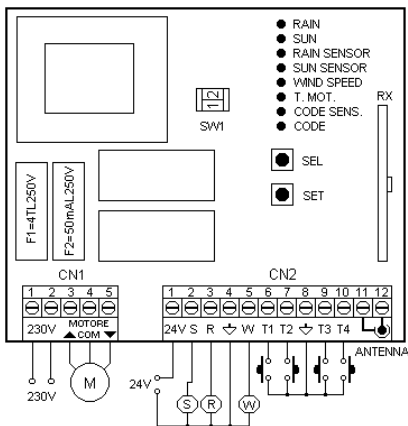 RAIN
SUN
RAIN SENSOR
SUN SENSOR
WIND SPEED
T. MOT.
CODE SENS.
CODE
RX
1 2
SW1
SEL
SET
F1=4TL250V
F2=50mAL250V
CN1
CN2
1 2 3 4 5
1 2 3 4 5 6 7 8 9 10 11 12
230V
MOTORE
COM
24V S R W T1 T2 T3 T4
ANTENNA
230V
M
24V
S
R
W